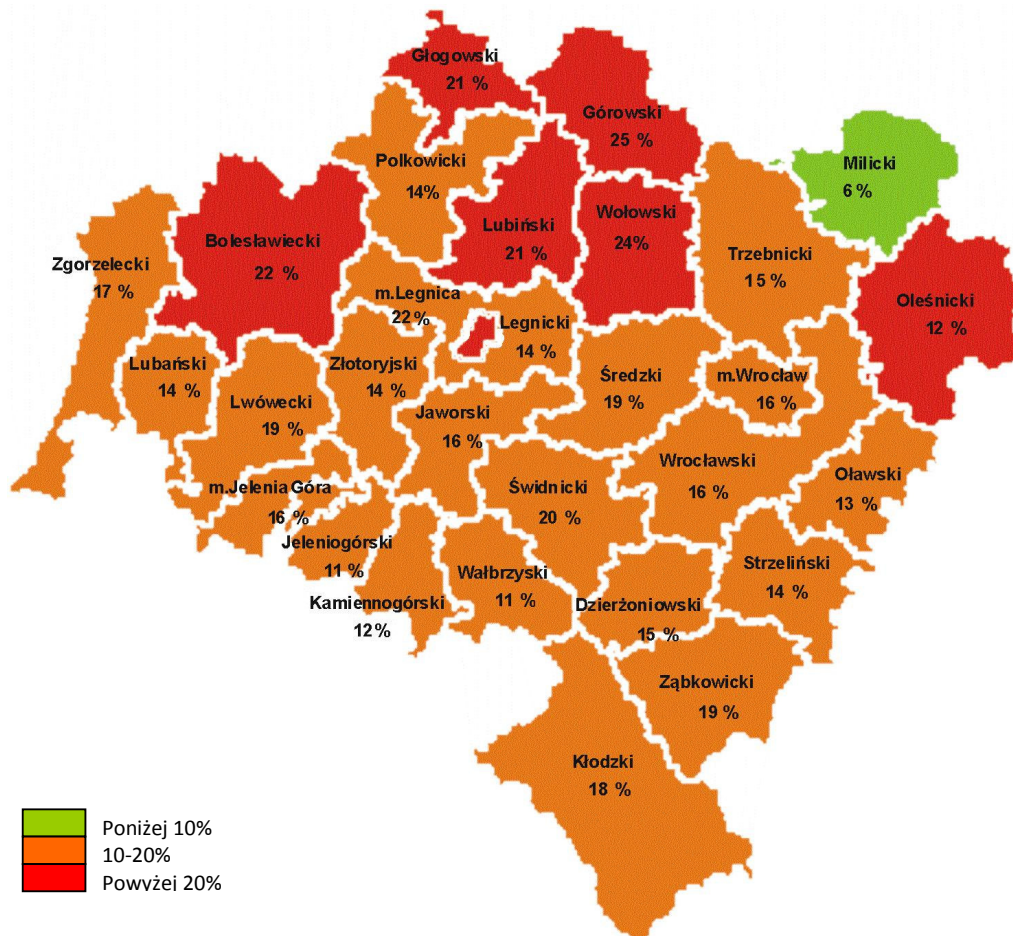 Głogowski
21 %
Górowski
25 %
Polkowicki
14%
Milicki
6 %
Bolesławiecki
22 %
Lubiński
21 %
Wołowski
24%
Trzebnicki
15 %
Zgorzelecki
17 %
Oleśnicki
12 %
m.Legnica
22 %
Legnicki
14 %
Lubański
14 %
Złotoryjski
14 %
Średzki
19 %
m.Wrocław
16 %
Lwówecki
19 %
Jaworski
16 %
Wrocławski
16 %
Oławski
13 %
m.Jelenia Góra
16 %
Świdnicki
20 %
Jeleniogórski
11 %
Wałbrzyski
11 %
Strzeliński
14 %
Kamiennogórski
12%
Dzierżoniowski
15 %
Ząbkowicki
19 %
Kłodzki
18 %
Poniżej 10%
10-20%
Powyżej 20%